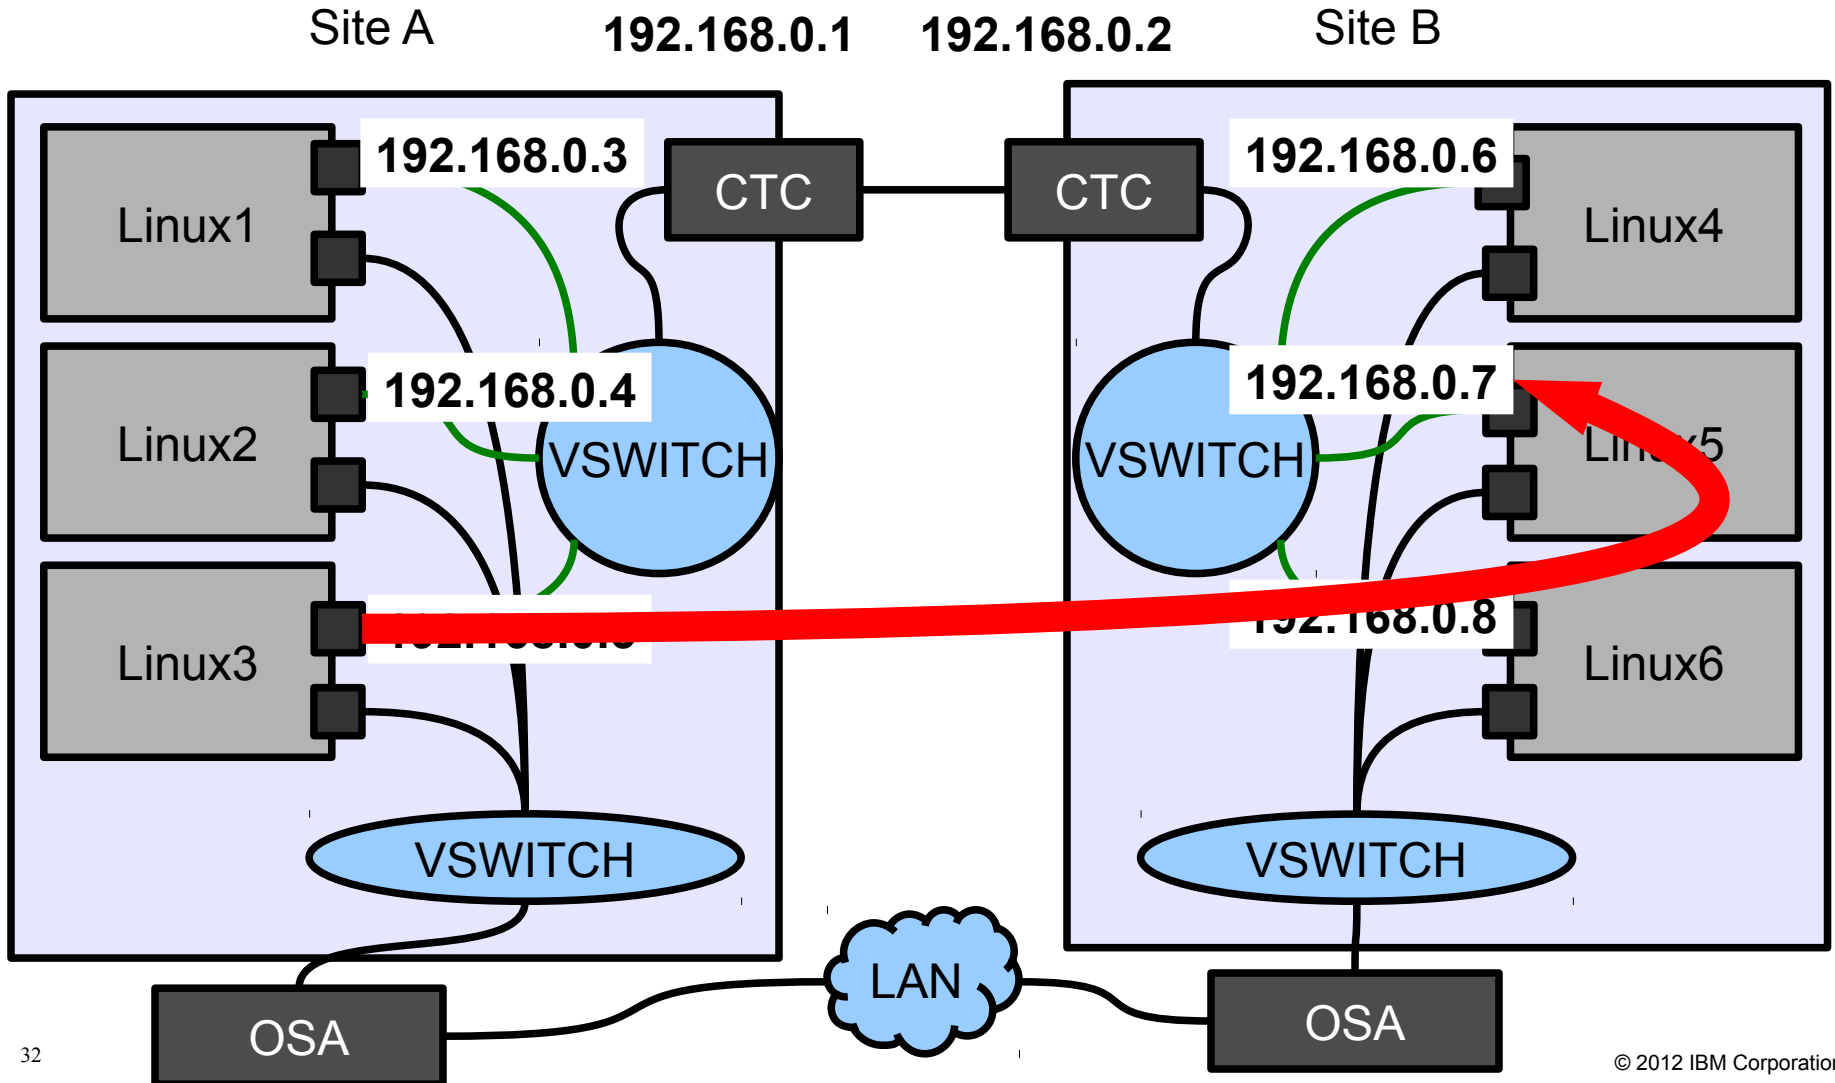 Site A
192.168.0.1
192.168.0.2
Site B
192.168.0.3
CTC
CTC
192.168.0.6
Linux1
Linux4
192.168.0.4
192.168.0.7
Linux2
VSWITCH
VSWITCH
192.168.0.8
Linux3
Linux6
VSWITCH
VSWITCH
LAN
OSA
OSA
32
© 2012 IBM Corporation